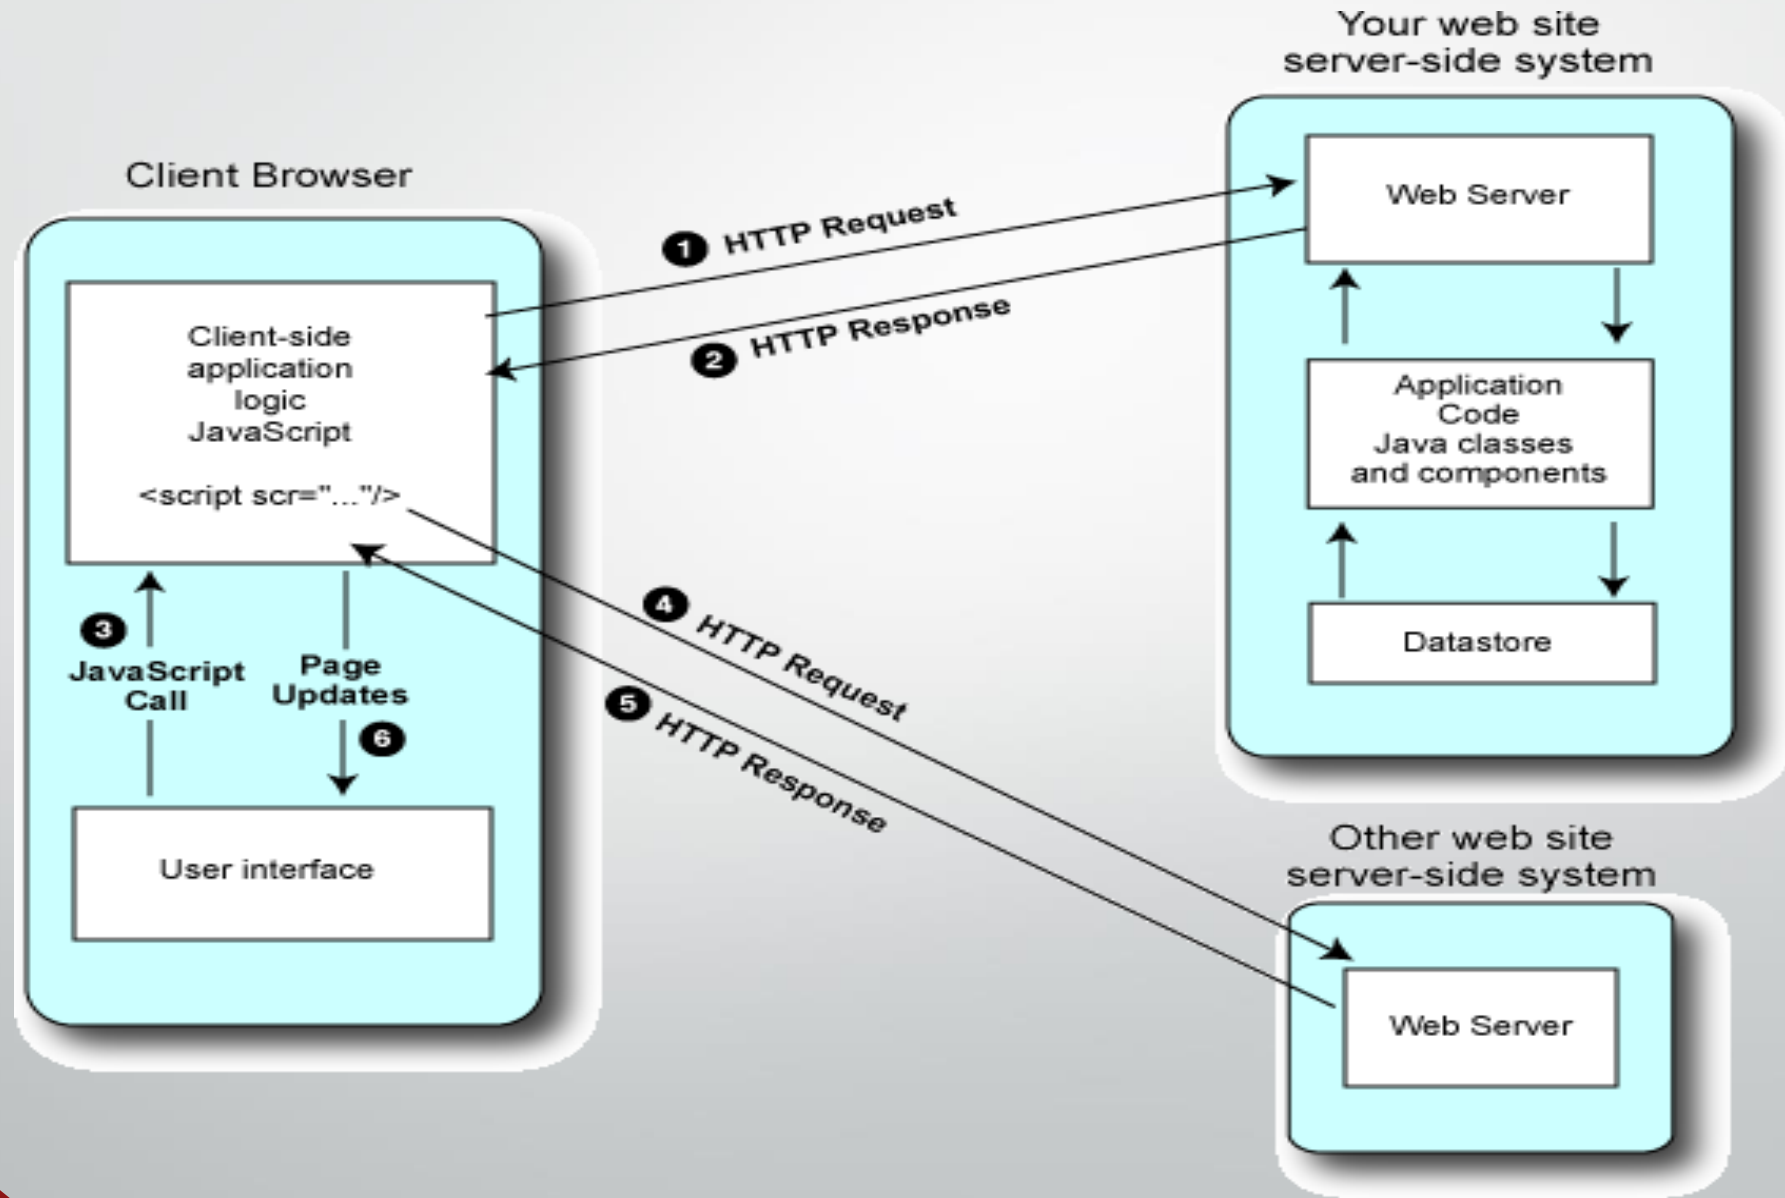 Client Browser
Client-side
application
logic
JavaScript
<script scr="..."/>
3
JavaScript
Call
Page
Updates
6
User interface
1 HTTP Request
2 HTTP Response
4 HTTP Request
5 HTTP Response
Your web site
server-side system
Web Server
Application
Code
Java classes
and components
Datastore
Other web site
server-side system
Web Server